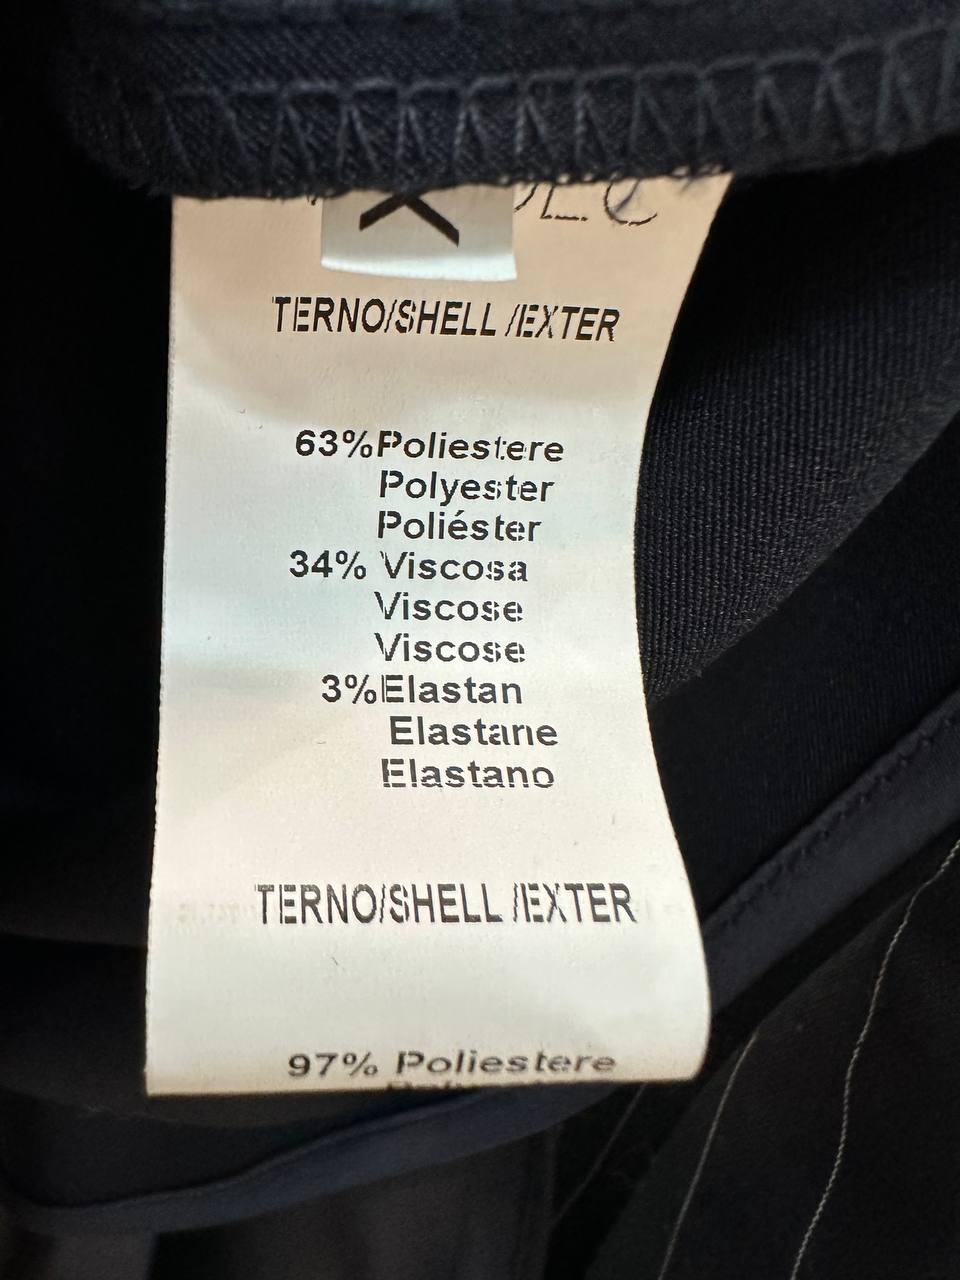 TERNO/SHELL /EXTER
63%Poliestere
Polyester
Poliéster
34% Viscosa
Viscose
Viscose
3%Elastan
Elastane
Elastano
TERNO/SHELL /EXTER
97% Poliestere